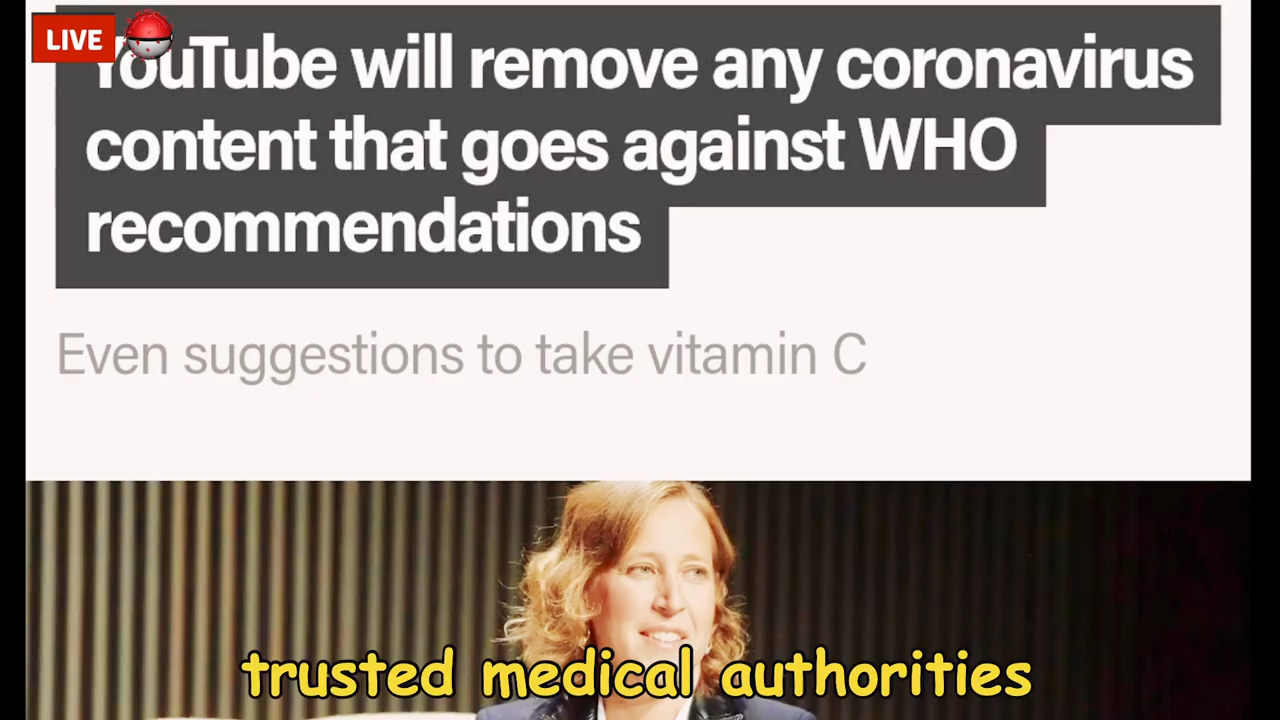 LIVE
YouTube will remove any coronavirus
content that goes against WHO
recommendations
Even suggestions to take vitamin C
trusted medical authorities